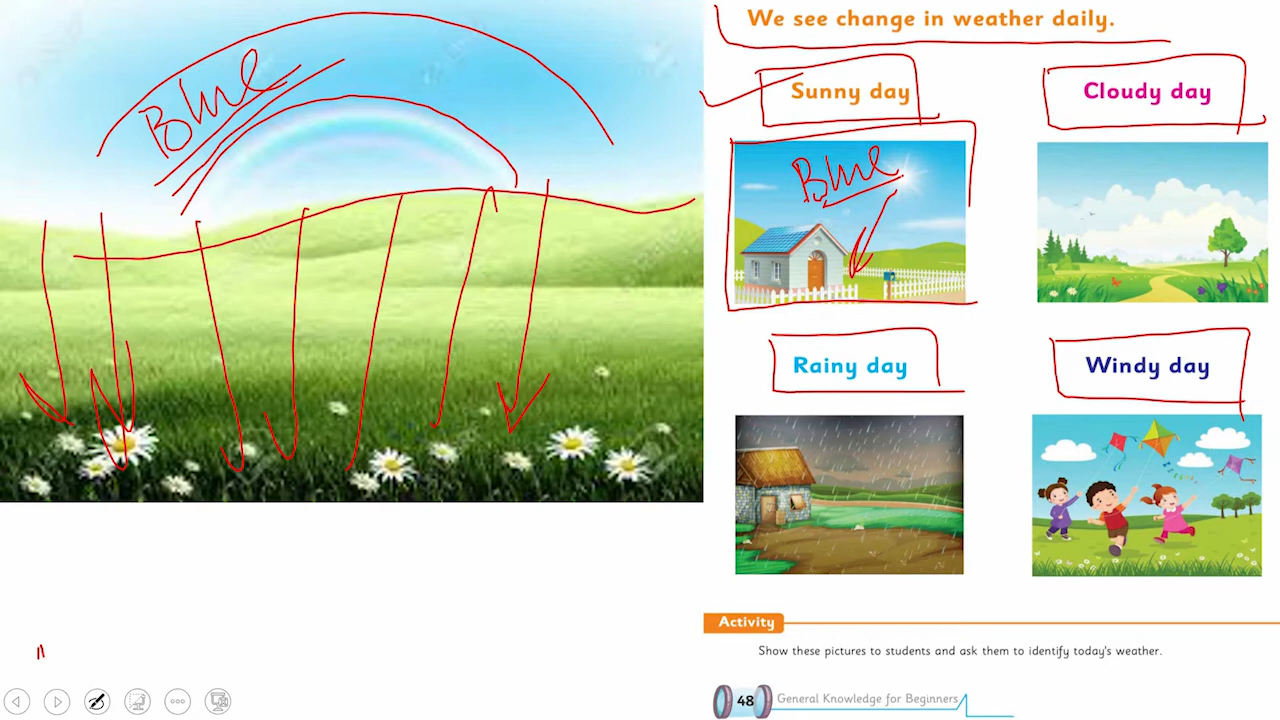 Blue
We see change in weather daily.
Sunny day
Cloudy day
Blue
Rainy day
Windy day
Activity
Show these pictures to students and ask them to identify today's weather.
48 General Knowledge for Beginners